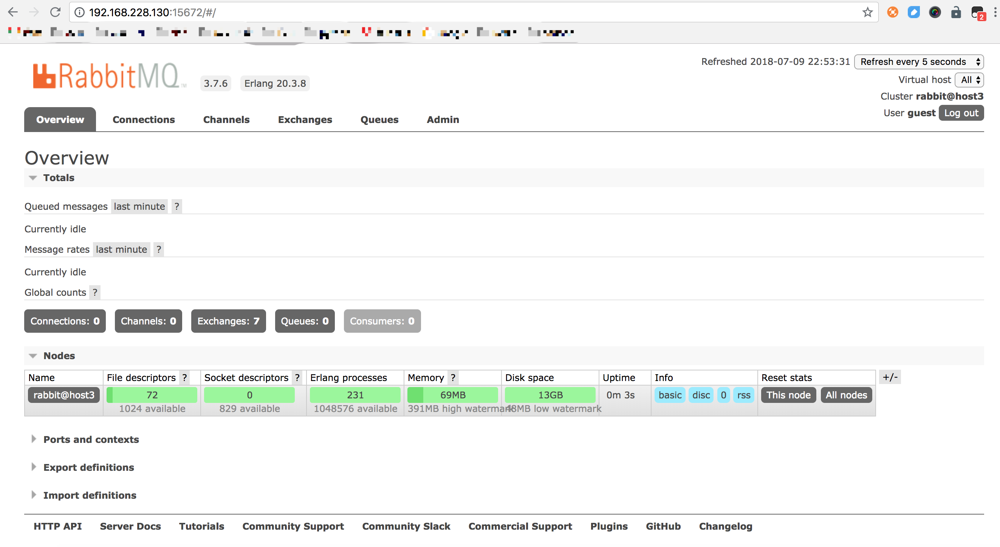 192.168.228.130:15672/#/
2
RabbitMQ TM 3.7.6 Erlang 20.3.8
Refreshed 2018-07-09 22:53:31 Refresh every 5 seconds
Virtual host All
Cluster rabbit@host3
User guest Log out
Overview Connections Channels Exchanges Queues Admin
Overview
Totals
Queued messages last minute ?
Currently idle
Message rates last minute ?
Currently idle
Global counts ?
Connections: 0 Channels: 0 Exchanges: 7 Queues: 0 Consumers: 0
Nodes
Name File descriptors ? Socket descriptors ? Erlang processes Memory ? Disk space Uptime Info Reset stats +/-
rabbit@host3 72 0 231 69MB 13GB 0m 3s basic disc 0 rss This node All nodes
1024 available 829 available 1048576 available 391MB high watermark 48MB low watermark
Ports and contexts
Export definitions
Import definitions
HTTP API Server Docs Tutorials Community Support Community Slack Commercial Support Plugins GitHub Changelog